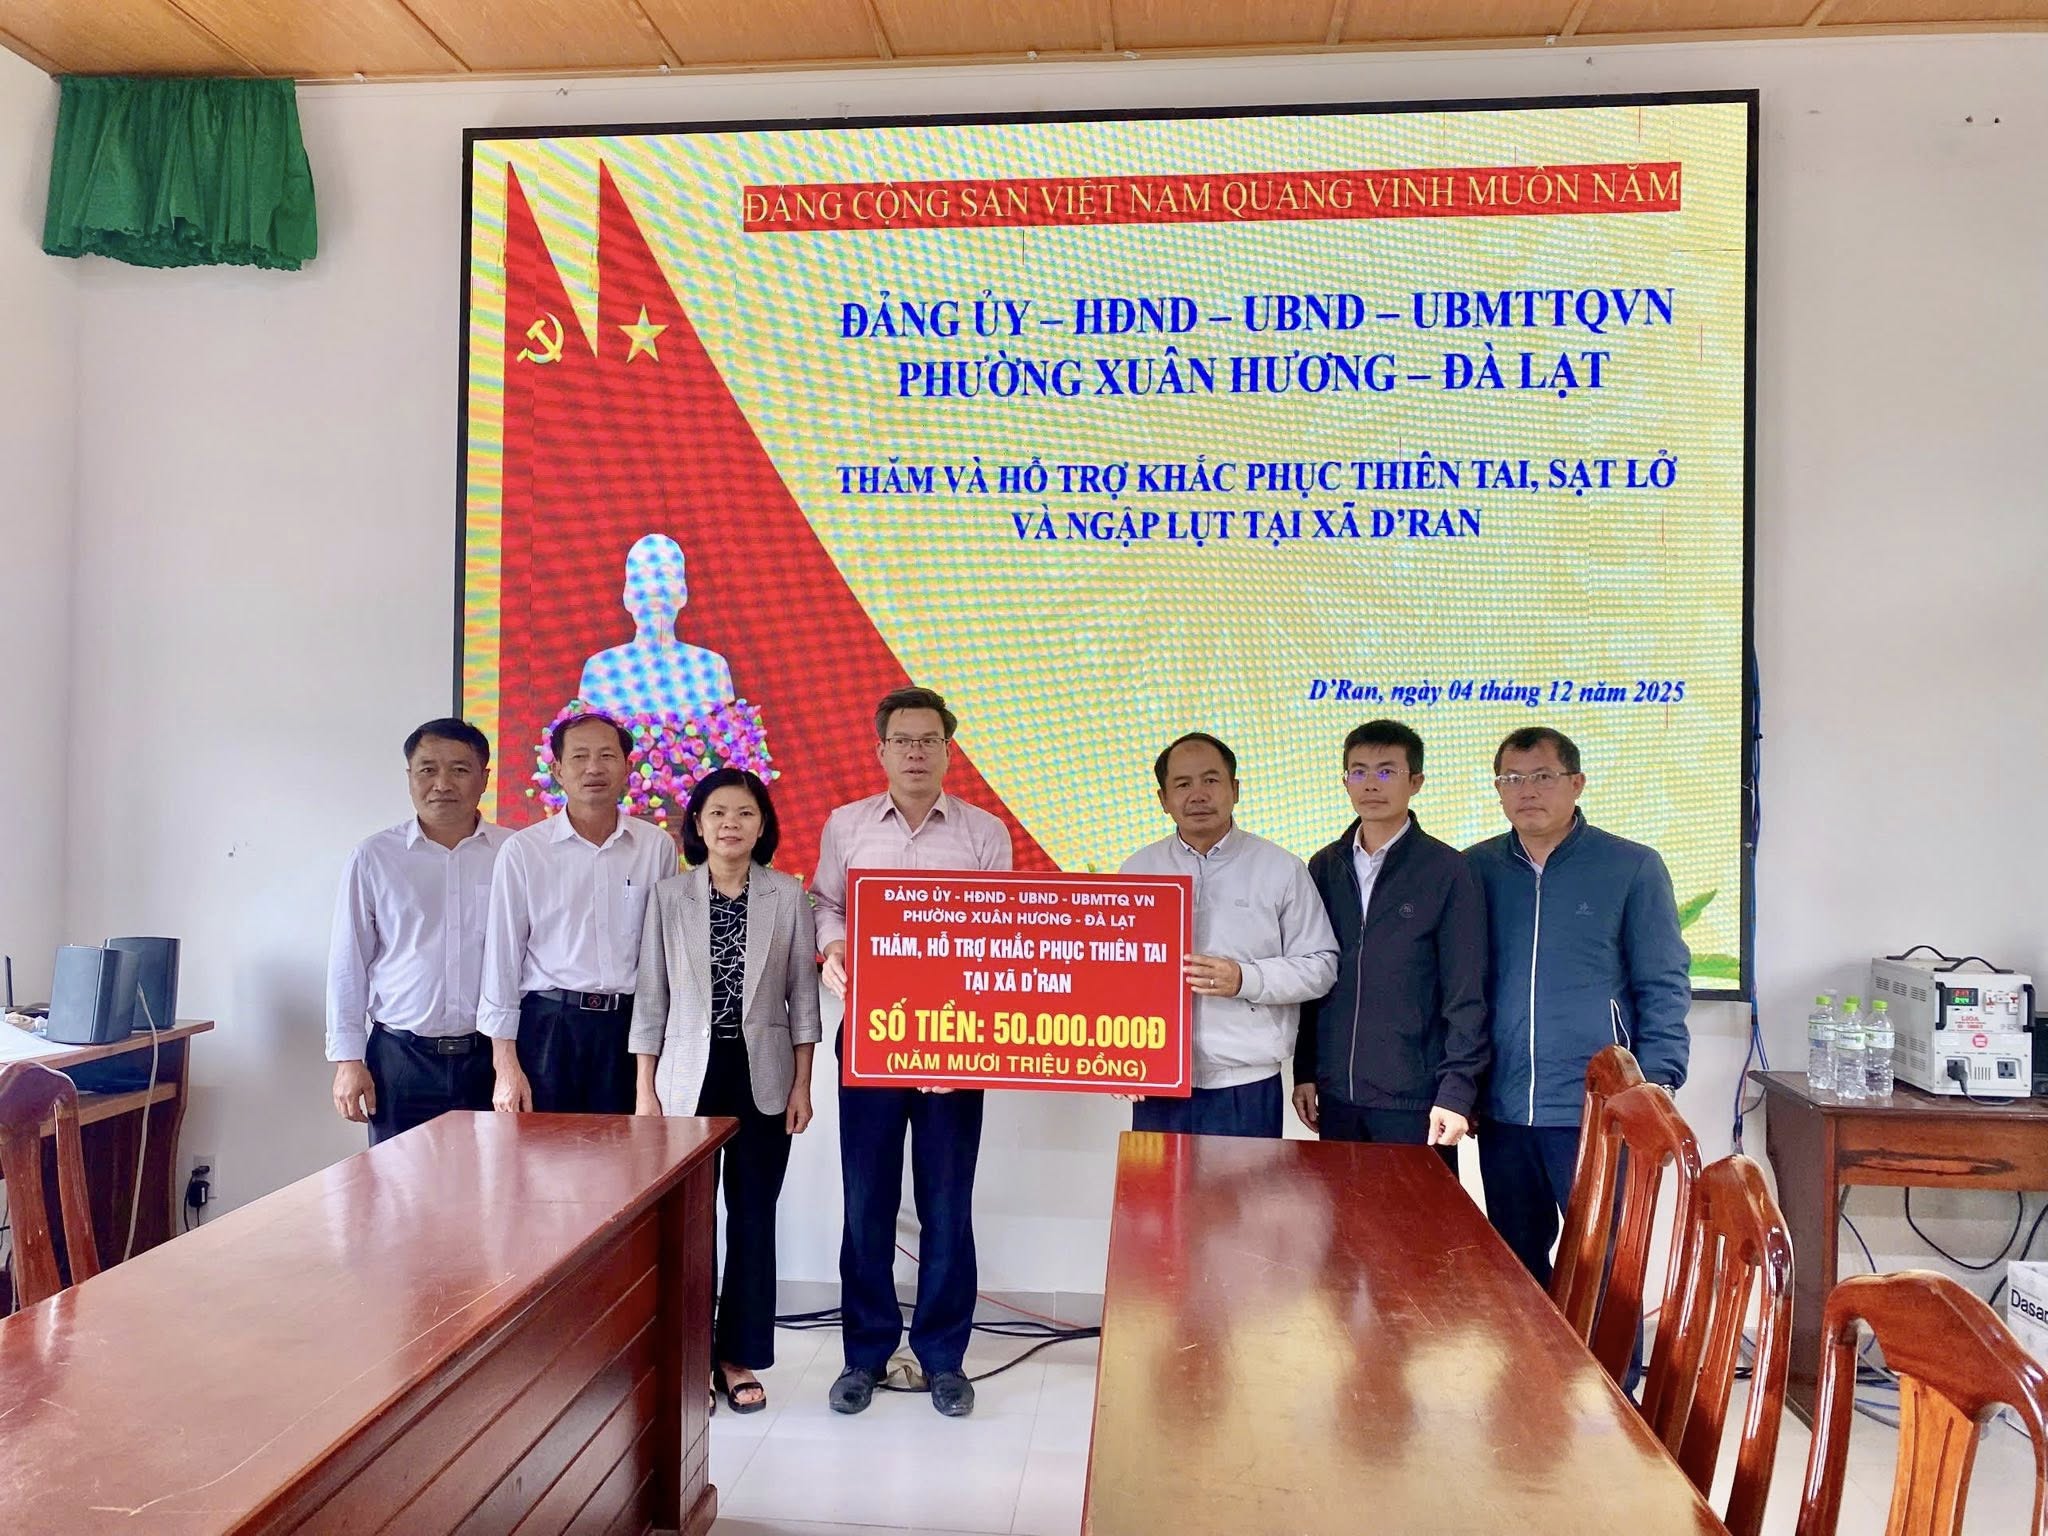 ĐẢNG CỘNG SẢN VIỆT NAM QUANG VINH MUÔN NĂM
ĐẢNG ỦY – HĐND – UBND – UBMTTQVN
PHƯỜNG XUÂN HƯƠNG – ĐÀ LẠT
THĂM VÀ HỖ TRỢ KHẮC PHỤC THIÊN TAI, SẠT LỞ
VÀ NGẬP LỤT TẠI XÃ D'RAN
D'Ran, ngày 04 tháng 12 năm 2025
ĐẢNG ỦY - HĐND - UBND - UBMTTQ VN
PHƯỜNG XUÂN HƯƠNG - ĐÀ LẠT
THĂM, HỖ TRỢ KHẮC PHỤC THIÊN TAI
TẠI XÃ D'RAN
SỐ TIỀN: 50.000.000Đ
(NĂM MƯƠI TRIỆU ĐỒNG)
LIOA